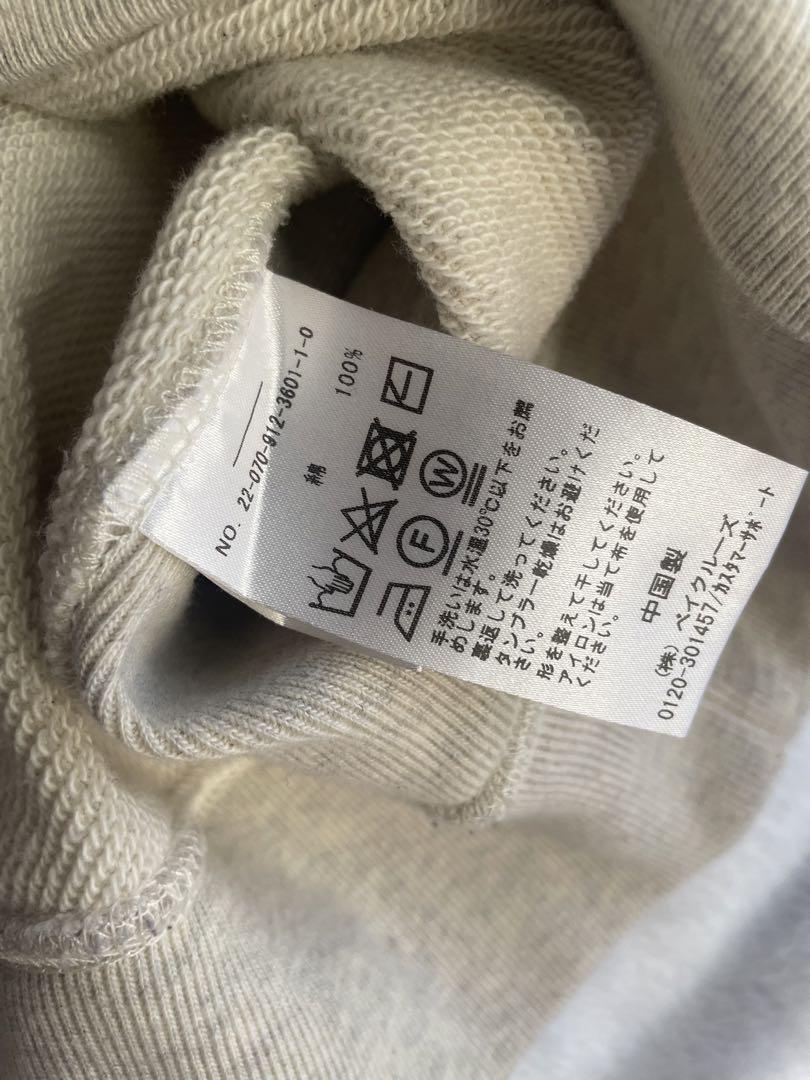 NO. 22-070-912-3601-1-0
綿 100%
W
F
手洗いは水温30℃以下をお薦
めします。
裏返して洗ってください。
タンブラー乾燥はお避けくだ
さい。
形を整えて干してください。
アイロンは当て布を使用して
ください。
中国製
(株) ベイクルーズ
0120-301457/カスタマーサポート